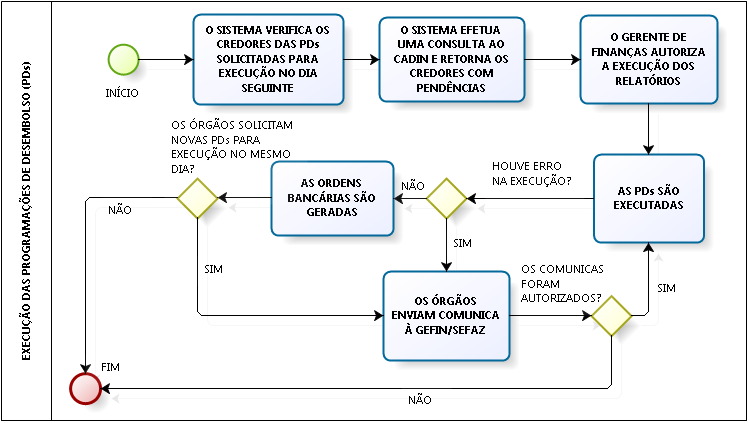 EXECUÇÃO DAS PROGRAMAÇÕES DE DESEMBOLSO (PDs)
INÍCIO
O SISTEMA VERIFICA OS
CREDORES DAS PDs
SOLICITADAS PARA
EXECUÇÃO NO DIA
SEGUINTE
O SISTEMA EFETUA
UMA CONSULTA AO
CADIN E RETORNA OS
CREDORES COM
PENDÊNCIAS
O GERENTE DE
FINANÇAS AUTORIZA
A EXECUÇÃO DOS
RELATÓRIOS
AS PDs SÃO
EXECUTADAS
HOUVE ERRO
NA EXECUÇÃO?
NÃO
SIM
AS ORDENS
BANCÁRIAS SÃO
GERADAS
OS ÓRGÃOS SOLICITAM
NOVAS PDs PARA
EXECUÇÃO NO MESMO
DIA?
NÃO
SIM
OS ÓRGÃOS
ENVIAM COMUNICA
À GEFIN/SEFAZ
OS COMUNICAS
FORAM
AUTORIZADOS?
SIM
NÃO
FIM